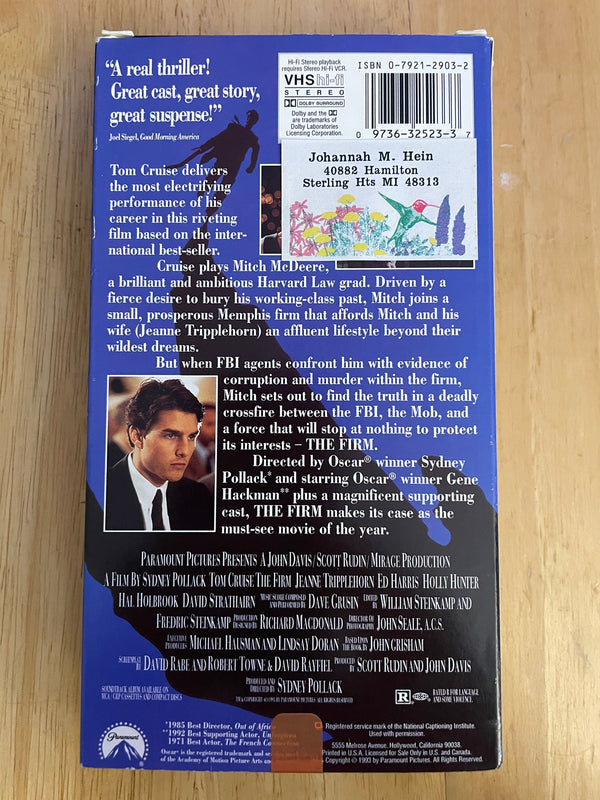 “A real thriller!
Great cast, great story,
great suspense!”
Joel Siegel, Good Morning America
Hi-Fi Stereo playback
requires Stereo Hi-Fi VCR.
VHS hi-fi
STEREO
DOLBY SURROUND
Dolby and the
are trademarks of
Dolby Laboratories
Licensing Corporation.
ISBN 0-7921-2903-2
0 9736-32523-3 7
Johannah M. Hein
40882 Hamilton
Sterling Hts MI 48313
Tom Cruise delivers
the most electrifying
performance of his
career in this riveting
film based on the inter-
national best-seller.
Cruise plays Mitch McDeere,
a brilliant and ambitious Harvard Law grad. Driven by a
fierce desire to bury his working-class past, Mitch joins a
small, prosperous Memphis firm that affords Mitch and his
wife (Jeanne Tripplehorn) an affluent lifestyle beyond their
wildest dreams.
But when FBI agents confront him with evidence of
corruption and murder within the firm,
Mitch sets out to find the truth in a deadly
crossfire between the FBI, the Mob, and
a force that will stop at nothing to protect
its interests – THE FIRM.
Directed by Oscar® winner Sydney
Pollack* and starring Oscar® winner Gene
Hackman** plus a magnificent supporting
cast, THE FIRM makes its case as the
must-see movie of the year.
PARAMOUNT PICTURES PRESENTS A JOHN DAVIS/SCOTT RUDIN/MIRAGE PRODUCTION
A FILM BY SYDNEY POLLACK TOM CRUISE THE FIRM JEANNE TRIPPLEHORN ED HARRIS HOLLY HUNTER
HAL HOLBROOK DAVID STRATHAIRN MUSIC SCORE COMPOSED AND PERFORMED BY DAVE GRUSIN EDITED BY WILLIAM STEINKAMP AND
FREDRIC STEINKAMP PRODUCTION DESIGNED BY RICHARD MACDONALD DIRECTOR OF PHOTOGRAPHY JOHN SEALE, A.C.S.
EXECUTIVE PRODUCERS MICHAEL HAUSMAN AND LINDSAY DORAN BASED UPON THE BOOK BY JOHN GRISHAM
SCREENPLAY BY DAVID RABE AND ROBERT TOWNE & DAVID RAYFIEL PRODUCED BY SCOTT RUDIN AND JOHN DAVIS
PRODUCED AND DIRECTED BY SYDNEY POLLACK
SOUNDTRACK ALBUM AVAILABLE ON
MCA/GRP CASSETTES AND COMPACT DISCS
TM & COPYRIGHT © 1993 BY PARAMOUNT PICTURES. ALL RIGHTS RESERVED.
R
RATED R FOR LANGUAGE
AND SOME VIOLENCE.
Paramount
*1985 Best Director, Out of Africa
**1992 Best Supporting Actor,
1971 Best Actor, The French
Oscar® is the registered trademark and
of the Academy of Motion Picture Arts
Registered service mark of the National Captioning Institute.
Used with permission.
5555 Melrose Avenue, Hollywood, California 90038.
Printed in U.S.A. Licensed for Sale Only in U.S. and Canada.
Copyright © 1993 by Paramount Pictures. All Rights Reserved.